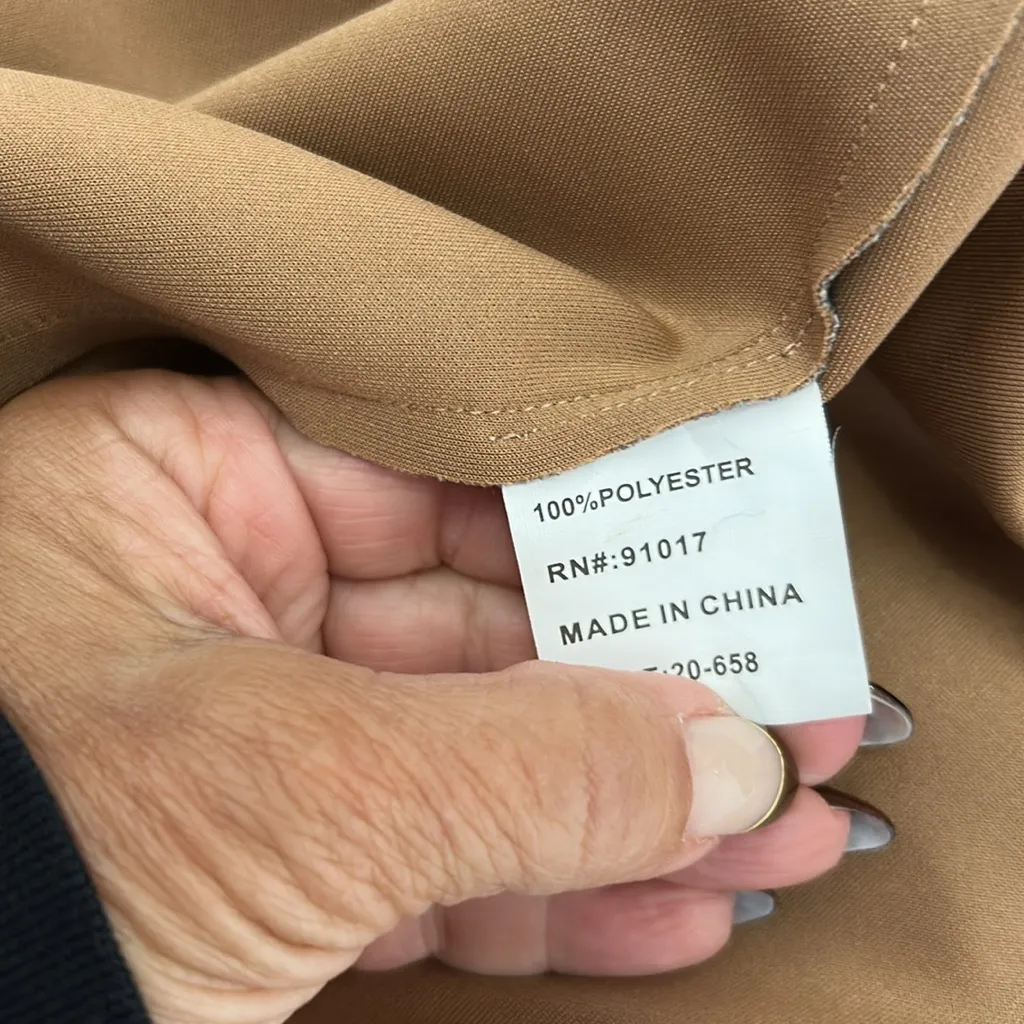 100%POLYESTER
RN#:91017
MADE IN CHINA
:20-658